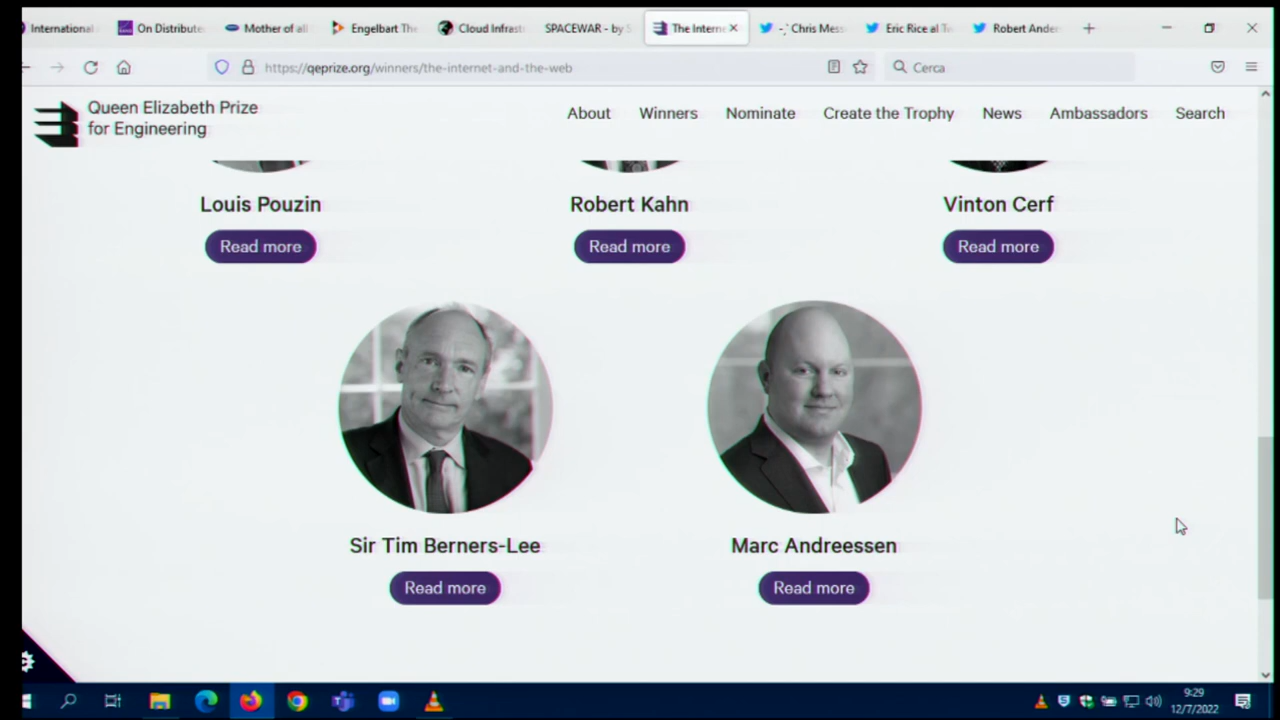 International
On Distribute
Mother of all
Engelbart The
Cloud Infrast
SPACEWAR - by S
The Interne
Chris Mess
Eric Rice al Tw
Robert Ander
https://qeprize.org/winners/the-internet-and-the-web
Cerca
Queen Elizabeth Prize
for Engineering
About
Winners
Nominate
Create the Trophy
News
Ambassadors
Search
Louis Pouzin
Robert Kahn
Vinton Cerf
Read more
Read more
Read more
Sir Tim Berners-Lee
Marc Andreessen
Read more
Read more
9:29
12/7/2022